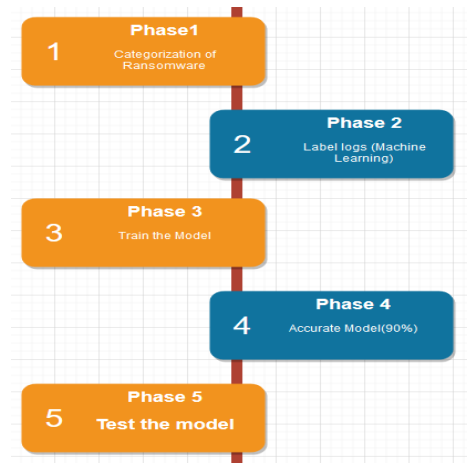 Phase1
1
Categorization of
Ransomware
Phase 2
2
Label logs (Machine
Learning)
Phase 3
3
Train the Model
Phase 4
4
Accurate Model(90%)
Phase 5
5
Test the model